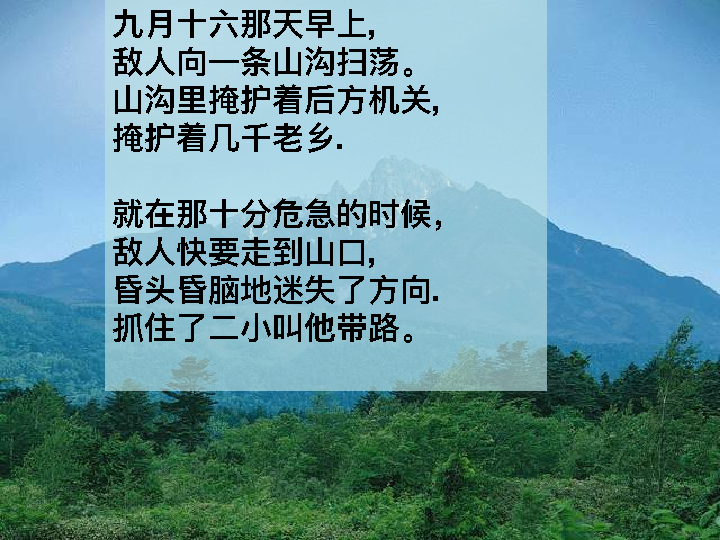 九月十六那天早上,
敌人向一条山沟扫荡。
山沟里掩护着后方机关,
掩护着几千老乡.
就在那十分危急的时候，
敌人快要走到山口,
昏头昏脑地迷失了方向.
抓住了二小叫他带路。